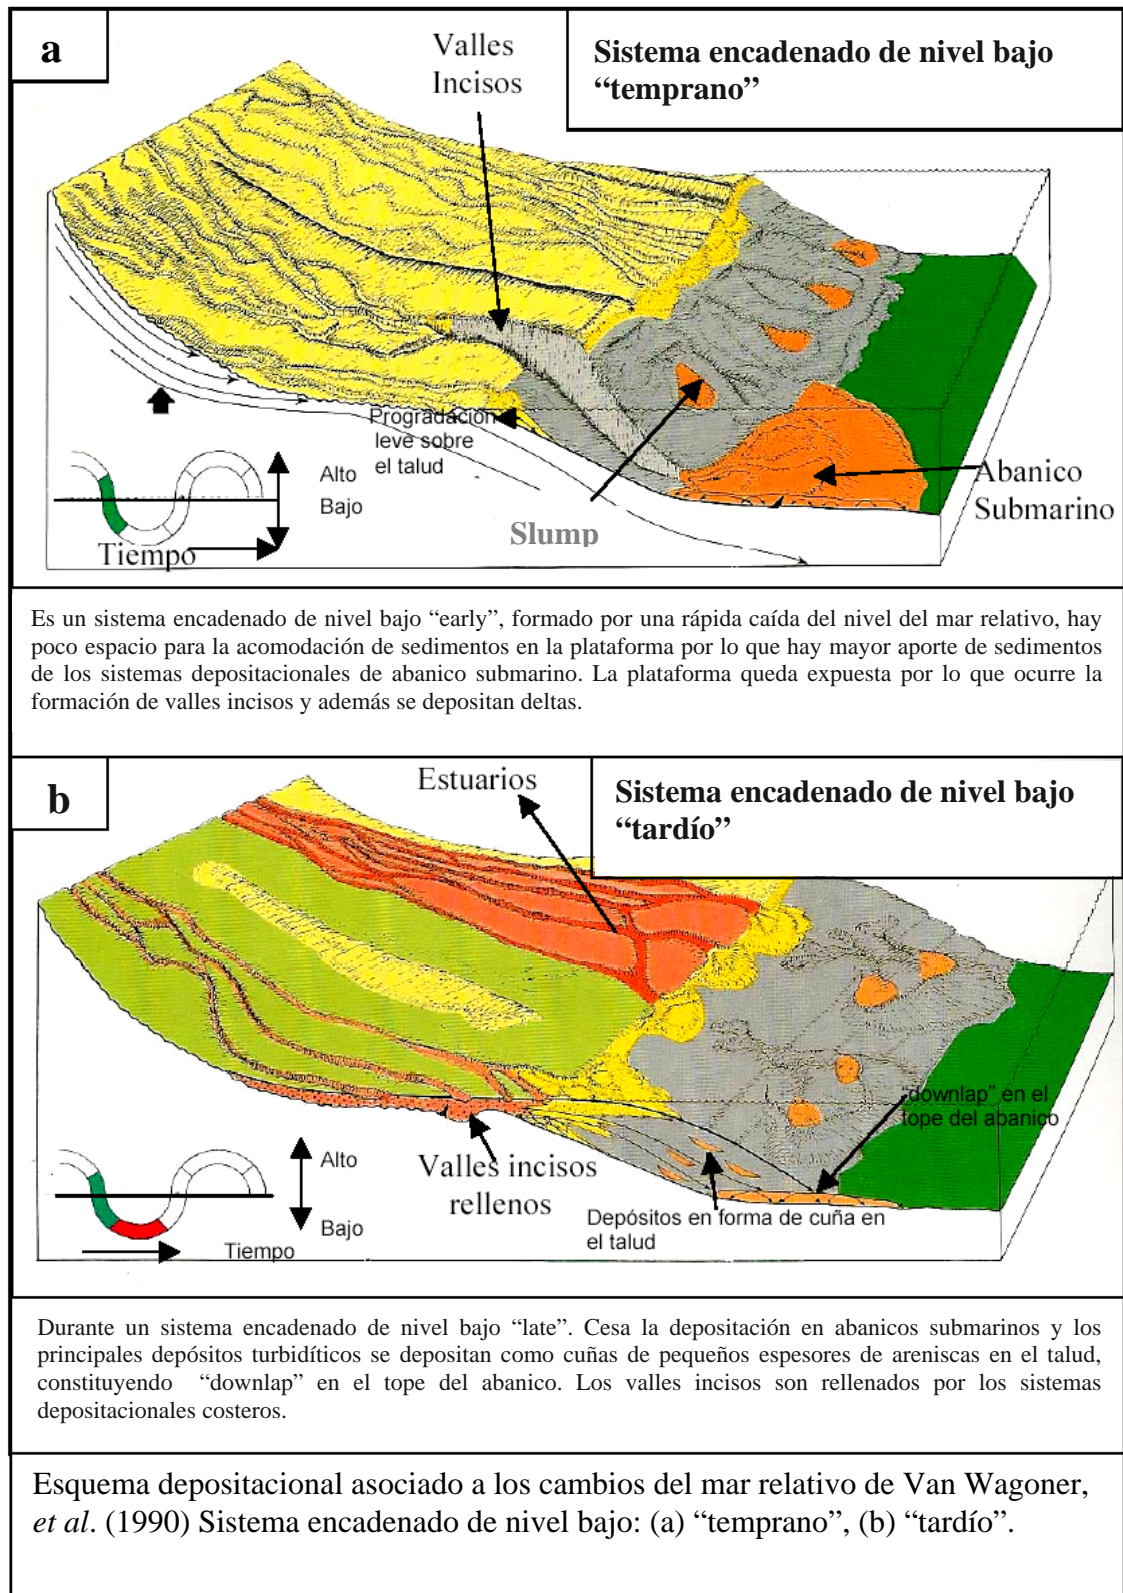 a
Valles
Incisos
Sistema encadenado de nivel bajo
“temprano”
Progradación
leve sobre
el talud
Alto
Bajo
Tiempo
Slump
Abanico
Submarino
Es un sistema encadenado de nivel bajo “early”, formado por una rápida caída del nivel del mar relativo, hay
poco espacio para la acomodación de sedimentos en la plataforma por lo que hay mayor aporte de sedimentos
de los sistemas depositacionales de abanico submarino. La plataforma queda expuesta por lo que ocurre la
formación de valles incisos y además se depositan deltas.
b
Estuarios
Sistema encadenado de nivel bajo
“tardío”
“downlap” en el
tope del abanico
Alto
Bajo
Tiempo
Valles incisos
rellenos
Depósitos en forma de cuña en
el talud
Durante un sistema encadenado de nivel bajo “late”. Cesa la depositación en abanicos submarinos y los
principales depósitos turbidíticos se depositan como cuñas de pequeños espesores de areniscas en el talud,
constituyendo “downlap” en el tope del abanico. Los valles incisos son rellenados por los sistemas
depositacionales costeros.
Esquema depositacional asociado a los cambios del mar relativo de Van Wagoner,
et al. (1990) Sistema encadenado de nivel bajo: (a) “temprano”, (b) “tardío”.